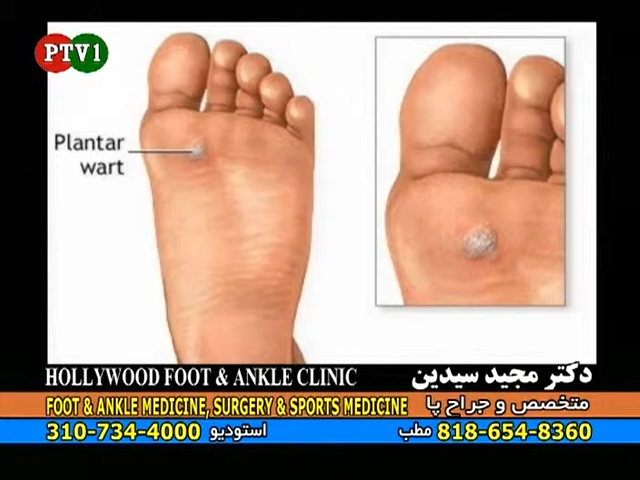 PTV1
Plantar
wart
HOLLYWOOD FOOT & ANKLE CLINIC
دکتر مجید سیدین
FOOT & ANKLE MEDICINE, SURGERY & SPORTS MEDICINE
متخصص و جراح پا
310-734-4000 استودیو
مطب 818-654-8360